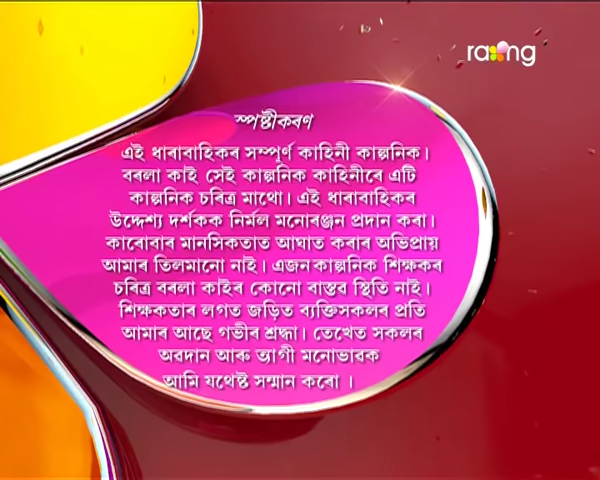 rang
স্পষ্টীকৰণ
এই ধাৰাবাহিকৰ সম্পূৰ্ণ কাহিনী কাল্পনিক।
বৰলা কাই সেই কাল্পনিক কাহিনীৰে এটি
কাল্পনিক চৰিত্ৰ মাথো। এই ধাৰাবাহিকৰ
উদ্দেশ্য দৰ্শকক নিৰ্মল মনোৰঞ্জন প্ৰদান কৰা।
কাৰোবাৰ মানসিকতাত আঘাত কৰাৰ অভিপ্ৰায়
আমাৰ তিলমানো নাই। এজন কাল্পনিক শিক্ষকৰ
চৰিত্ৰ বৰলা কাইৰ কোনো বাস্তৱ স্থিতি নাই।
শিক্ষকতাৰ লগত জড়িত ব্যক্তিসকলৰ প্ৰতি
আমাৰ আছে গভীৰ শ্ৰদ্ধা। তেখেত সকলৰ
অৱদান আৰু ত্যাগী মনোভাৱক
আমি যথেষ্ট সন্মান কৰো ।